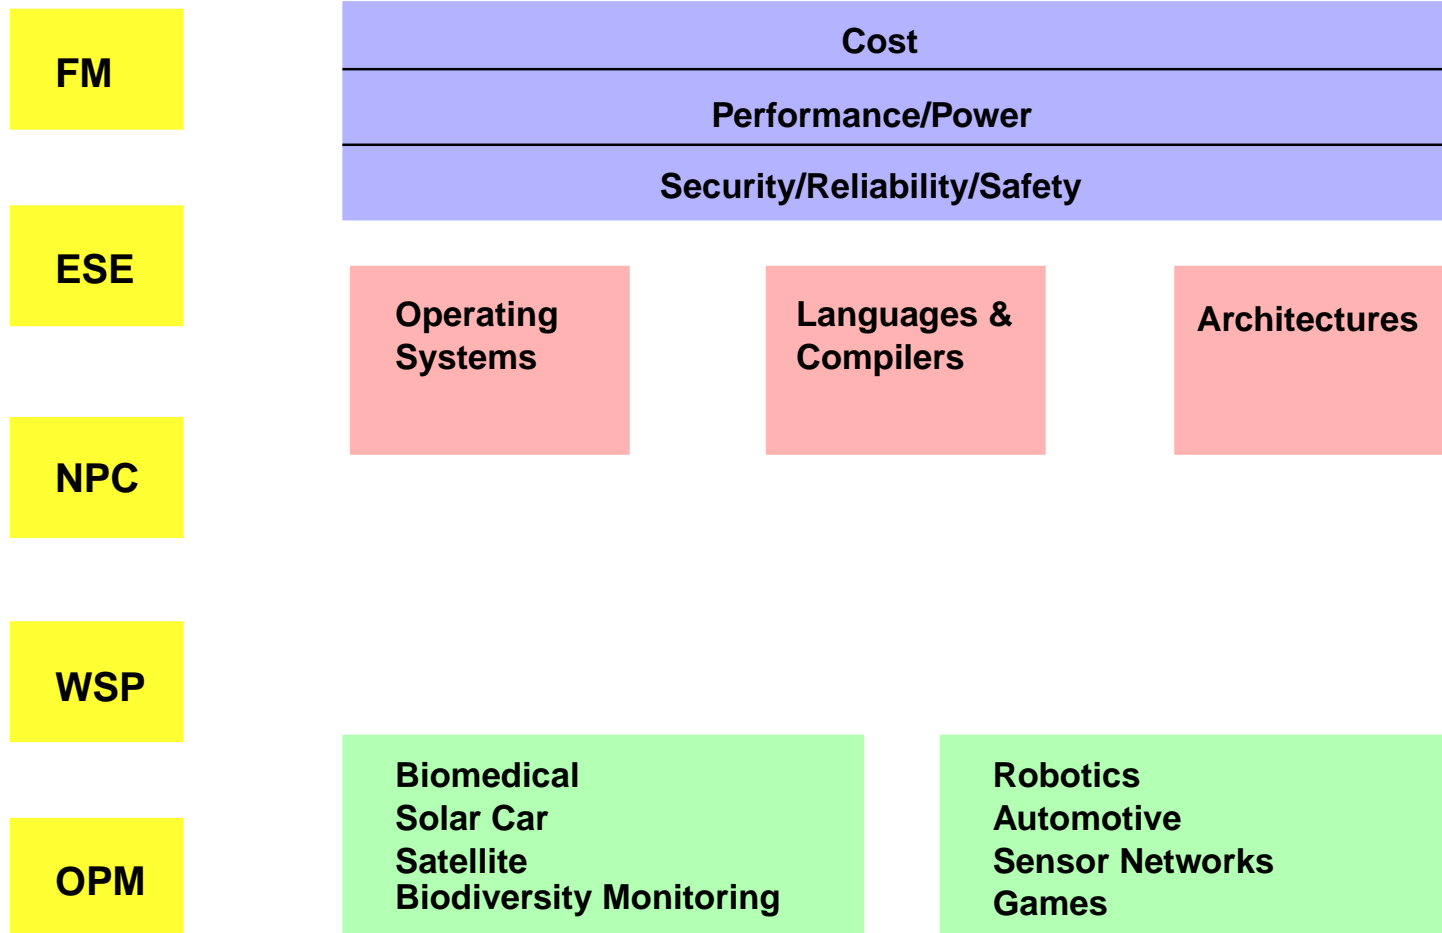 FM
ESE
NPC
WSP
OPM
Cost
Performance/Power
Security/Reliability/Safety
Operating
Systems
Languages &
Compilers
Architectures
Biomedical
Solar Car
Satellite
Biodiversity Monitoring
Robotics
Automotive
Sensor Networks
Games